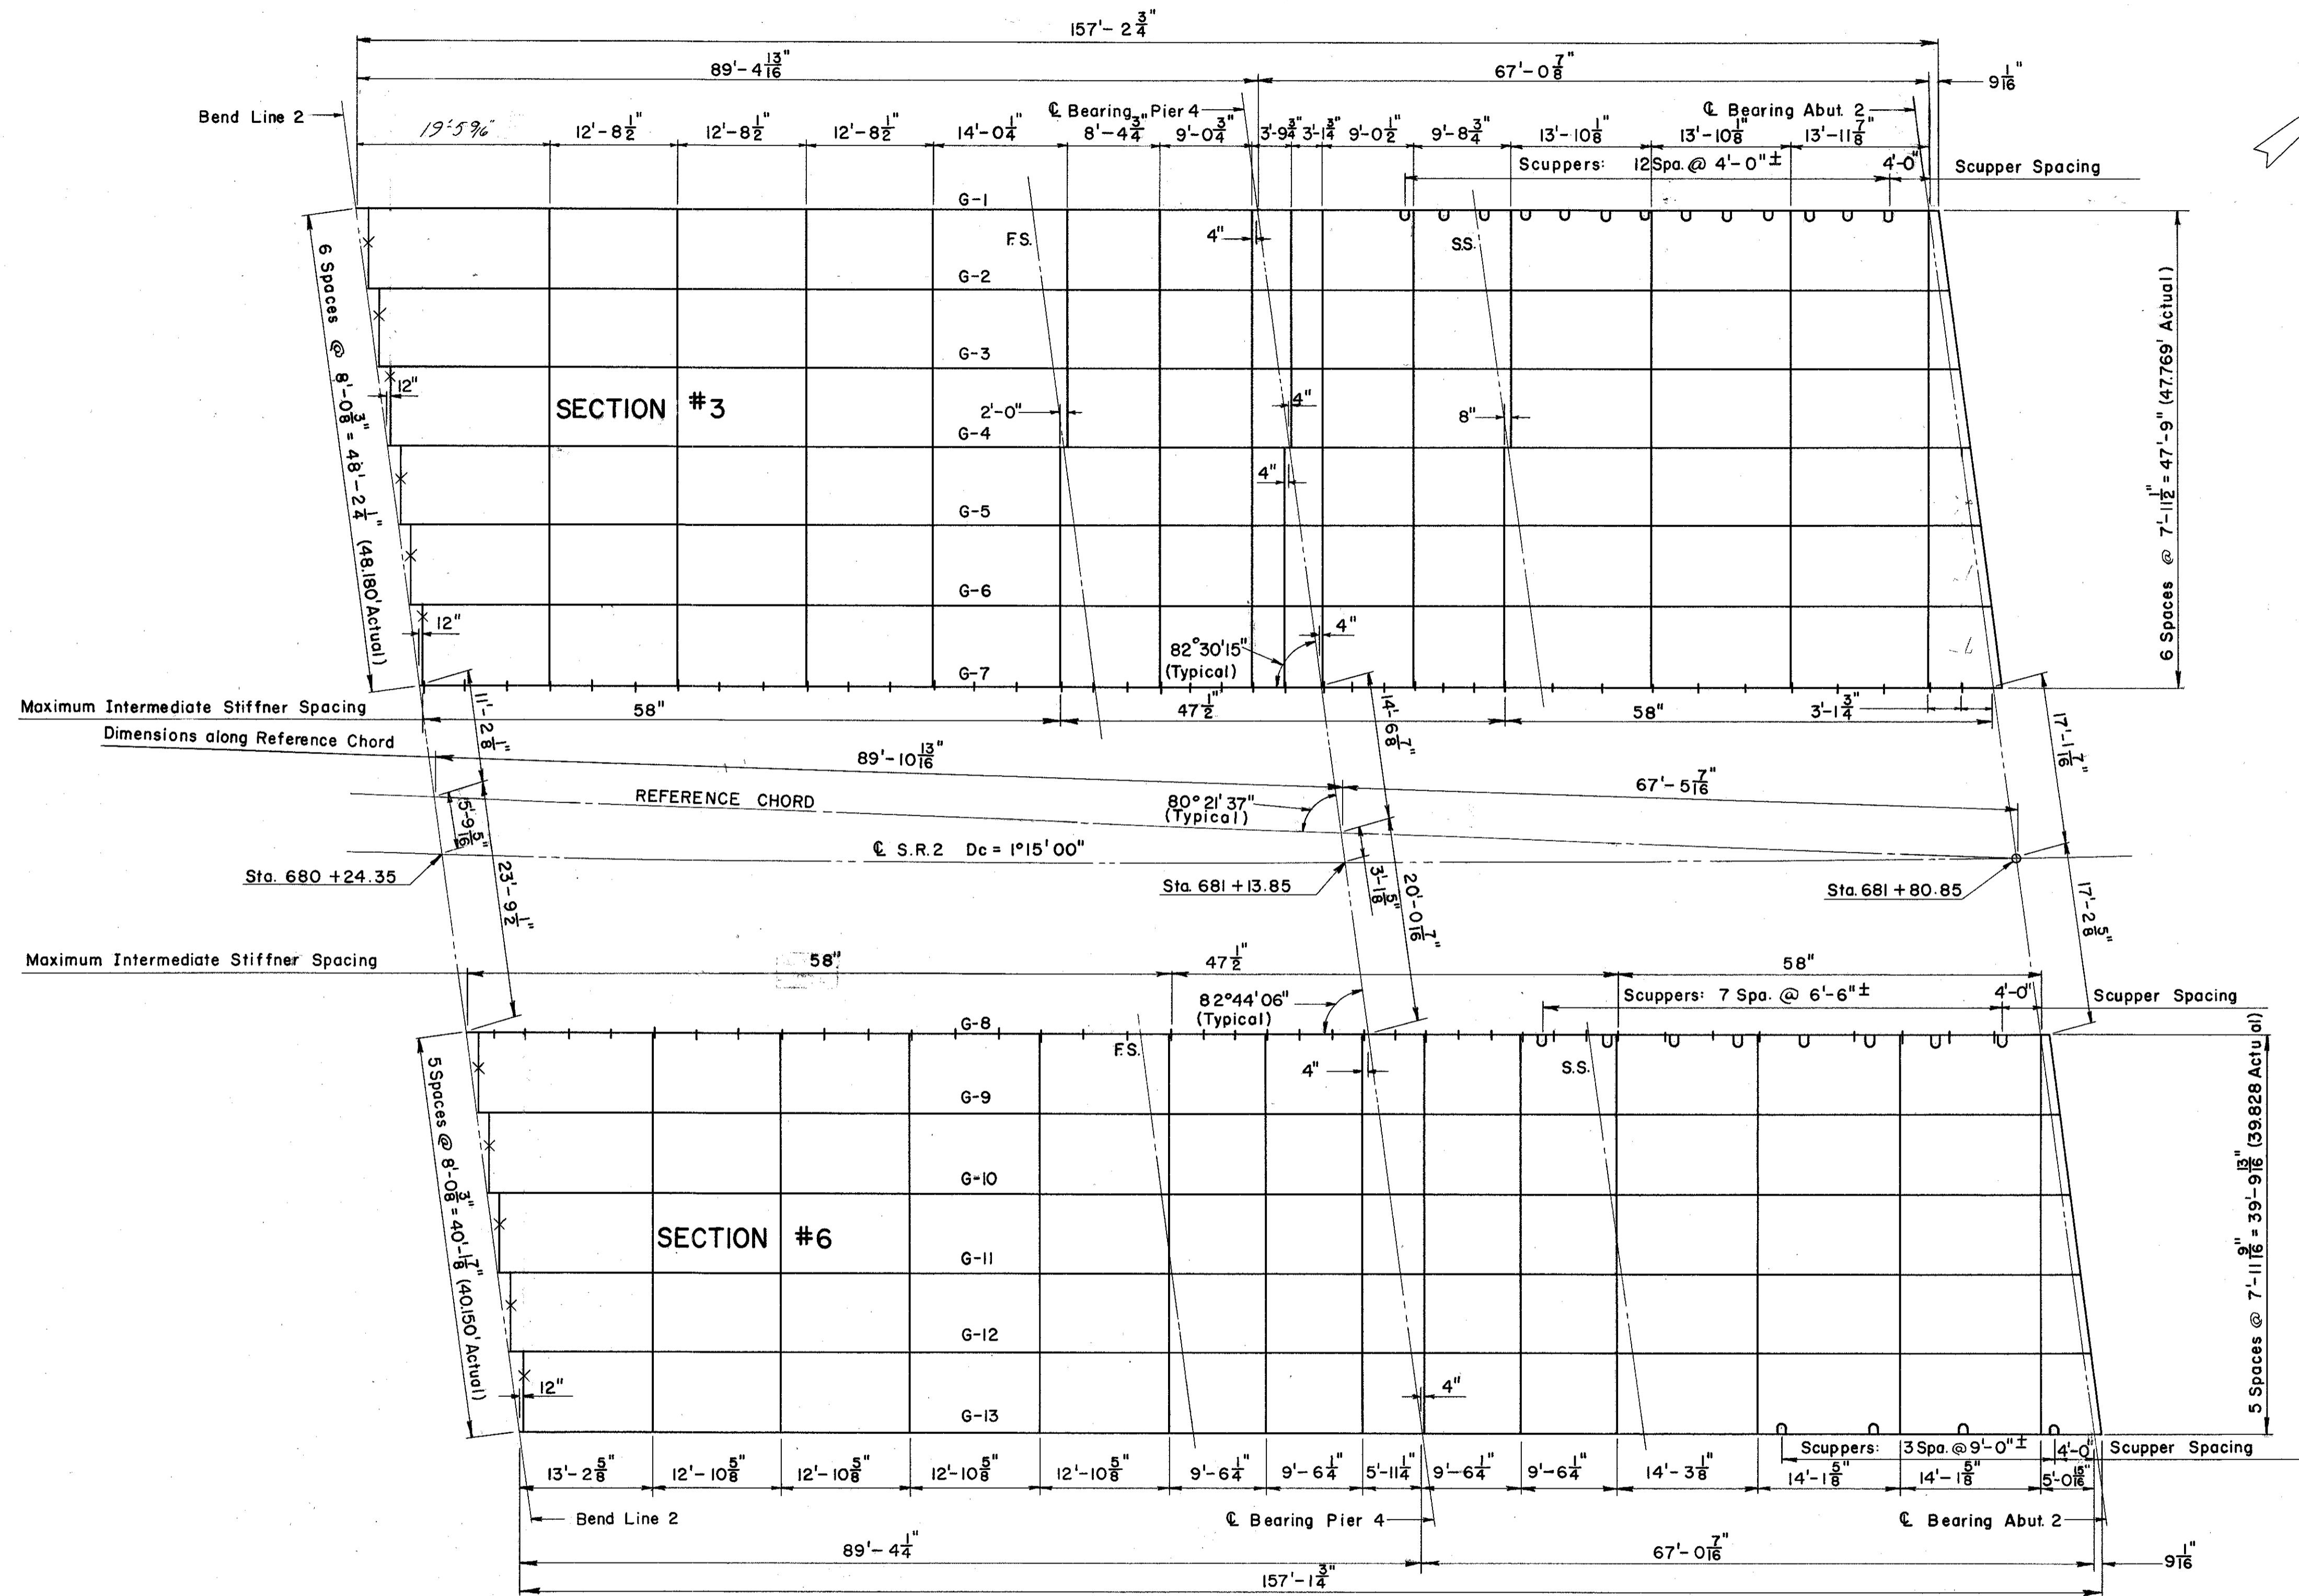 157'- 2 3/4"
89'- 4 13/16"
67'- 0 7/8"
9 1/16"
Bend Line 2
℄ Bearing Pier 4
℄ Bearing Abut. 2
12'- 8 1/2"
12'- 8 1/2"
12'- 8 1/2"
14'- 0 1/4"
8'- 4 3/4"
9'- 0 3/4"
3'- 9 3/4"
3'- 1 3/4"
9'- 0 1/2"
9'- 8 3/4"
13'- 10 1/8"
13'- 10 1/8"
13'- 11 7/8"
Scuppers: 12 Spa. @ 4'- 0" ±
4'-0"
Scupper Spacing
G-1
F.S.
4"
S.S.
G-2
G-3
12"
SECTION #3
2'-0"
4"
8"
G-4
4"
G-5
G-6
12"
4"
82°30'15"
(Typical)
G-7
6 Spaces @ 8'-0 3/8" = 48'- 2 1/4" (48.180' Actual)
6 Spaces @ 7'-11 1/2" = 47'-9" (47.769' Actual)
Maximum Intermediate Stiffner Spacing
58"
47 1/2"
58"
3'-1 3/4"
Dimensions along Reference Chord
11'-2 1/8"
14'-6 7/8"
17'-1 7/16"
89'-10 13/16"
67'-5 7/16"
REFERENCE CHORD
80°21'37"
(Typical)
5'-9 5/16"
℄ S.R.2 Dc = 1°15'00"
Sta. 680 +24.35
23'-9 1/2"
Sta. 681 +13.85
3'-1 5/8"
20'-0 7/16"
Sta. 681 +80.85
17'-2 5/8"
Maximum Intermediate Stiffner Spacing
58"
47 1/2"
58"
82°44'06"
(Typical)
Scuppers: 7 Spa. @ 6'-6" ±
4'-0"
Scupper Spacing
G-8
F.S.
4"
S.S.
G-9
G-10
SECTION #6
G-11
G-12
12"
4"
G-13
5 Spaces @ 8'-0 3/8" = 40'-1 7/8" (40.150' Actual)
5 Spaces @ 7'-11 9/16" = 39'-9 13/16" (39.828 Actual)
Scuppers: 3 Spa. @ 9'-0" ±
4'-0"
Scupper Spacing
13'- 2 5/8"
12'- 10 5/8"
12'- 10 5/8"
12'-10 5/8"
12'-10 5/8"
9'-6 1/4"
9'-6 1/4"
5'-11 1/4"
9'-6 1/4"
9'-6 1/4"
14'-3 1/8"
14'-1 5/8"
14'-1 5/8"
5'-0 15/16"
Bend Line 2
℄ Bearing Pier 4
℄ Bearing Abut. 2
89'-4 1/4"
67'-0 7/16"
9 1/16"
157'-1 3/4"